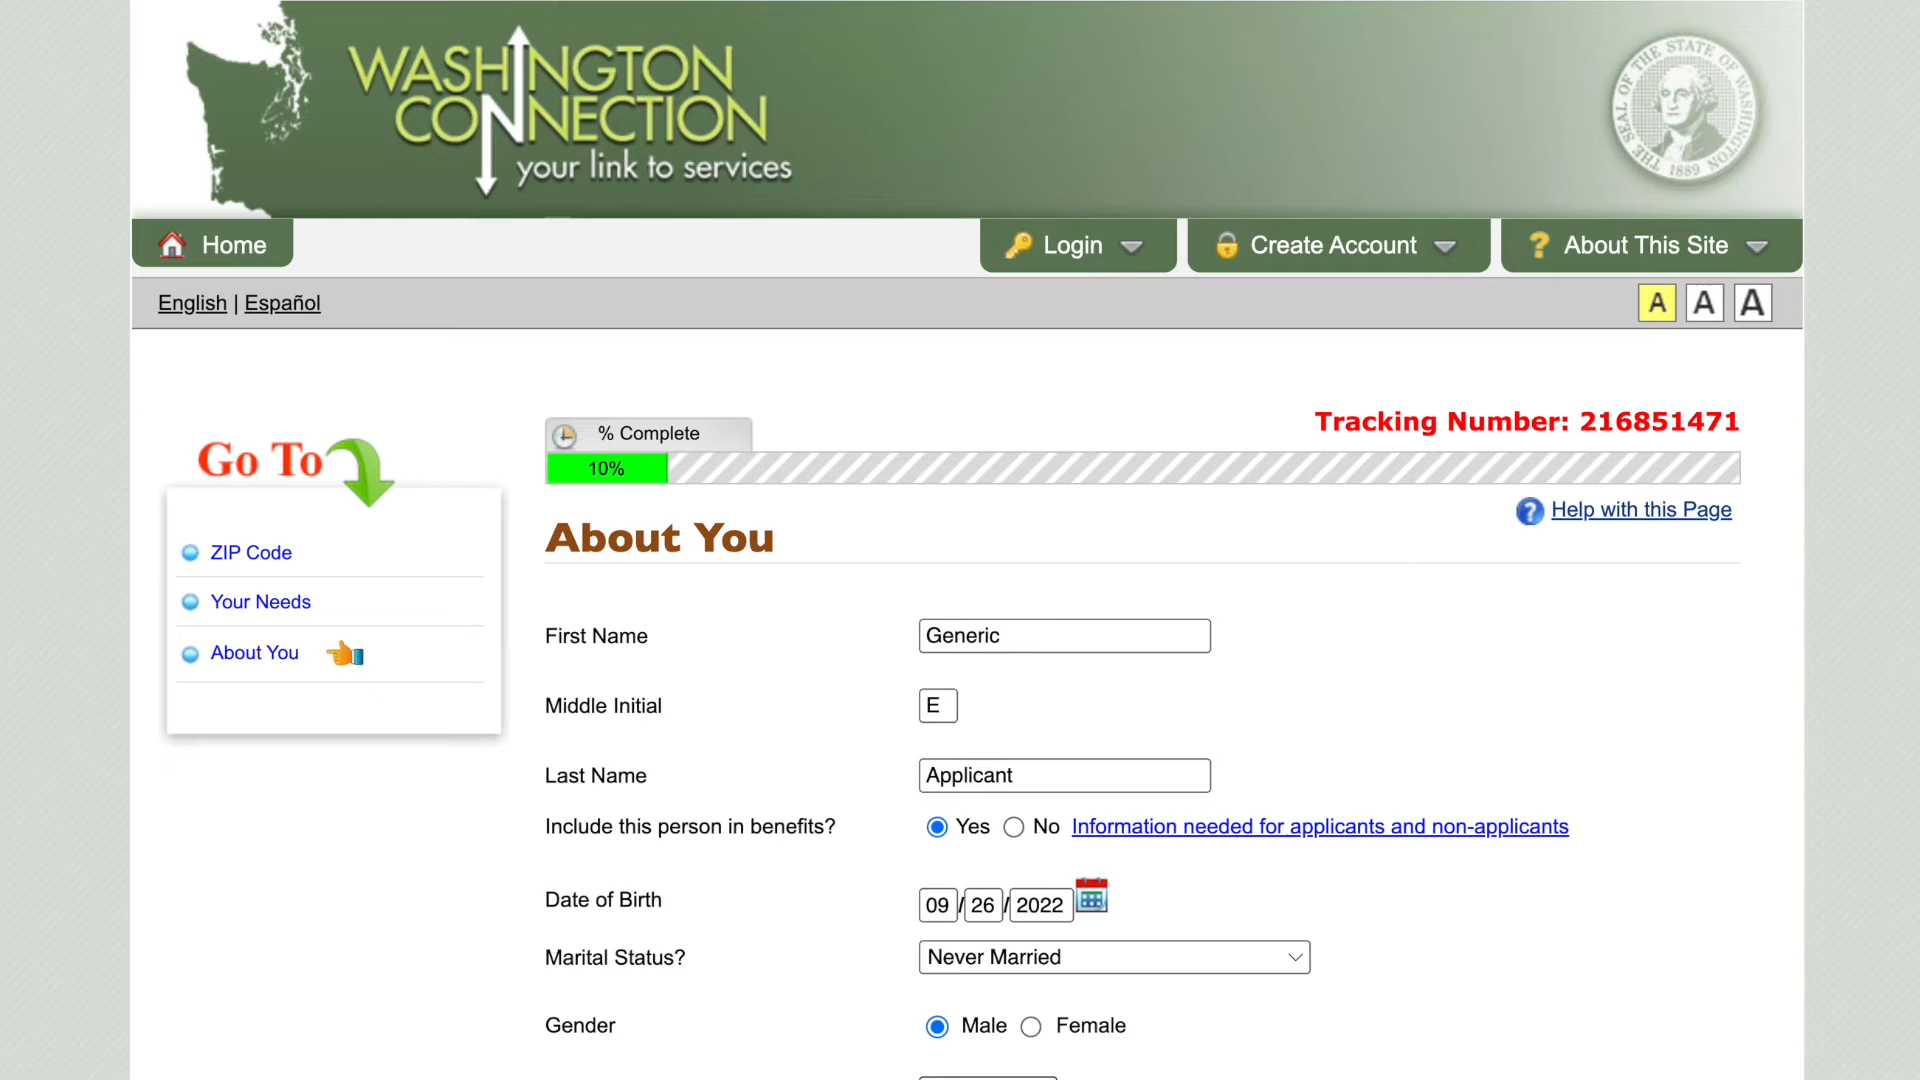 WASHINGTON
CONNECTION
your link to services
THE SEAL OF THE STATE OF WASHINGTON
1889
Home
Login
Create Account
? About This Site
English | Español
A A A
Tracking Number: 216851471
% Complete
10%
Go To
? Help with this Page
About You
ZIP Code
Your Needs
About You
First Name Generic
Middle Initial E
Last Name Applicant
Include this person in benefits? Yes No Information needed for applicants and non-applicants
Date of Birth 09 / 26 / 2022
Marital Status? Never Married
Gender Male Female